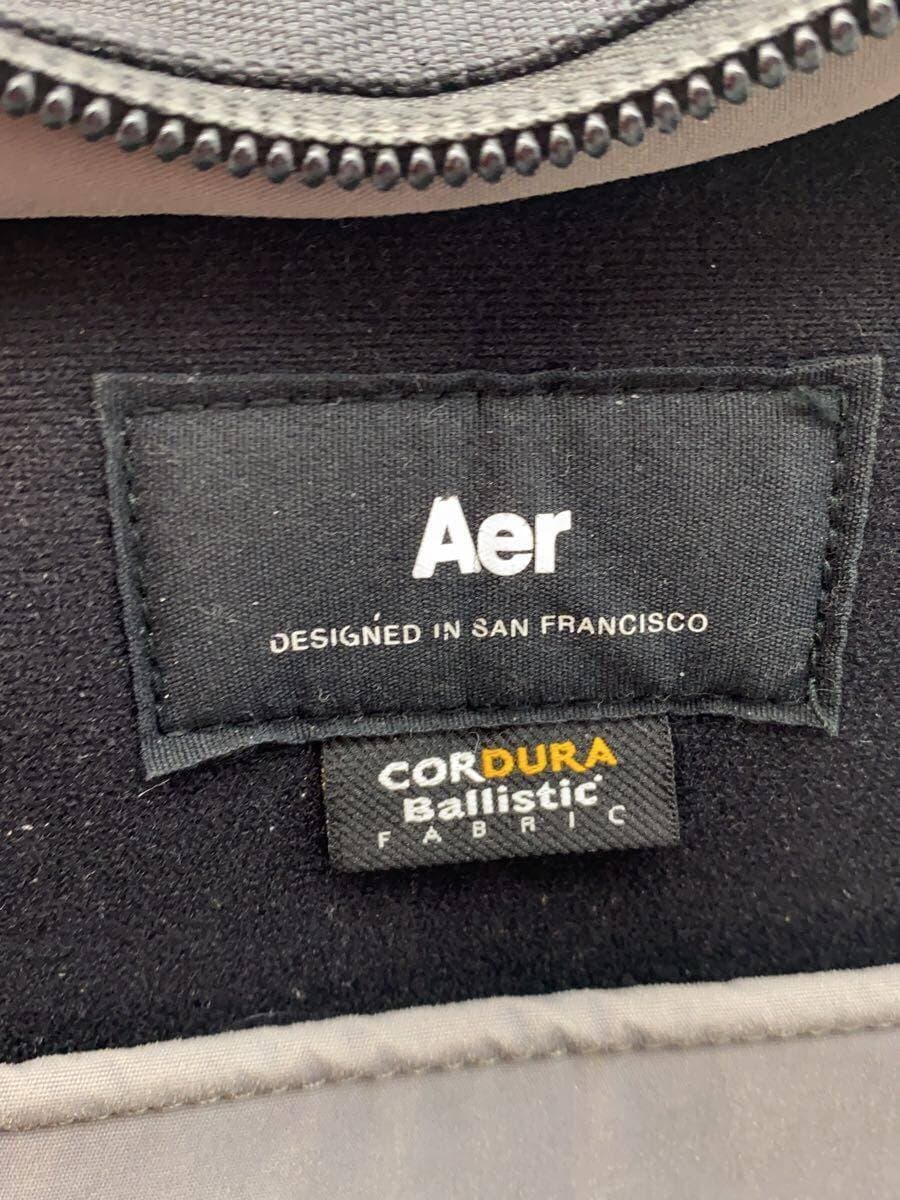 Aer
DESIGNED IN SAN FRANCISCO
CORDURA
Ballistic
FABRIC